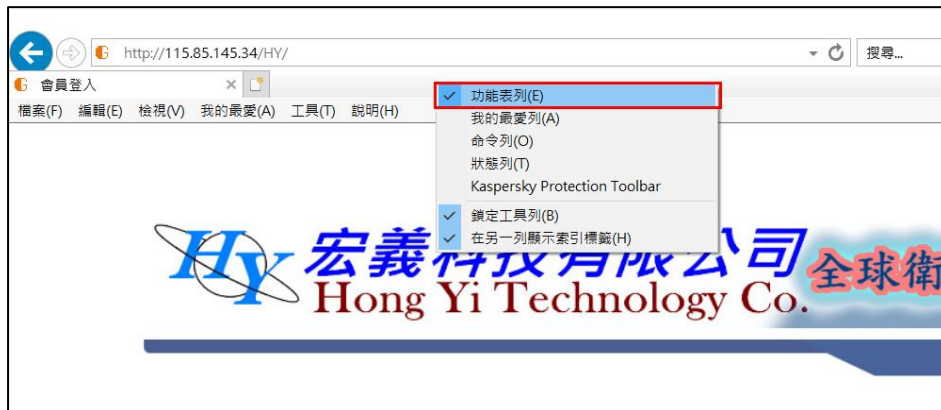 http://115.85.145.34/HY/
搜尋...
會員登入
檔案(F) 編輯(E) 檢視(V) 我的最愛(A) 工具(T) 說明(H)
功能表列(E)
我的最愛列(A)
命令列(O)
狀態列(T)
Kaspersky Protection Toolbar
鎖定工具列(B)
在另一列顯示索引標籤(H)
HY
宏義科技有限公司
Hong Yi Technology Co.
全球衛